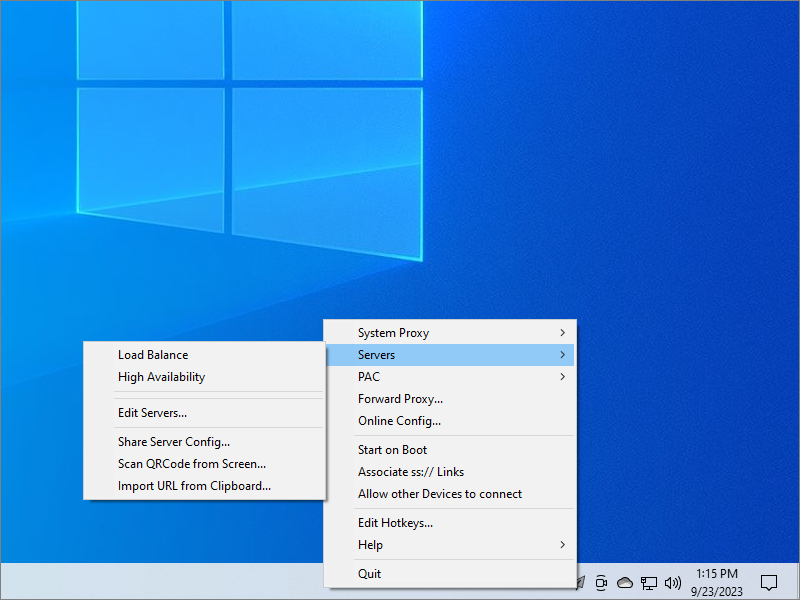 System Proxy
Servers
PAC
Forward Proxy...
Online Config...
Start on Boot
Associate ss:// Links
Allow other Devices to connect
Edit Hotkeys...
Help
Quit
Load Balance
High Availability
Edit Servers...
Share Server Config...
Scan QRCode from Screen...
Import URL from Clipboard...
1:15 PM
9/23/2023